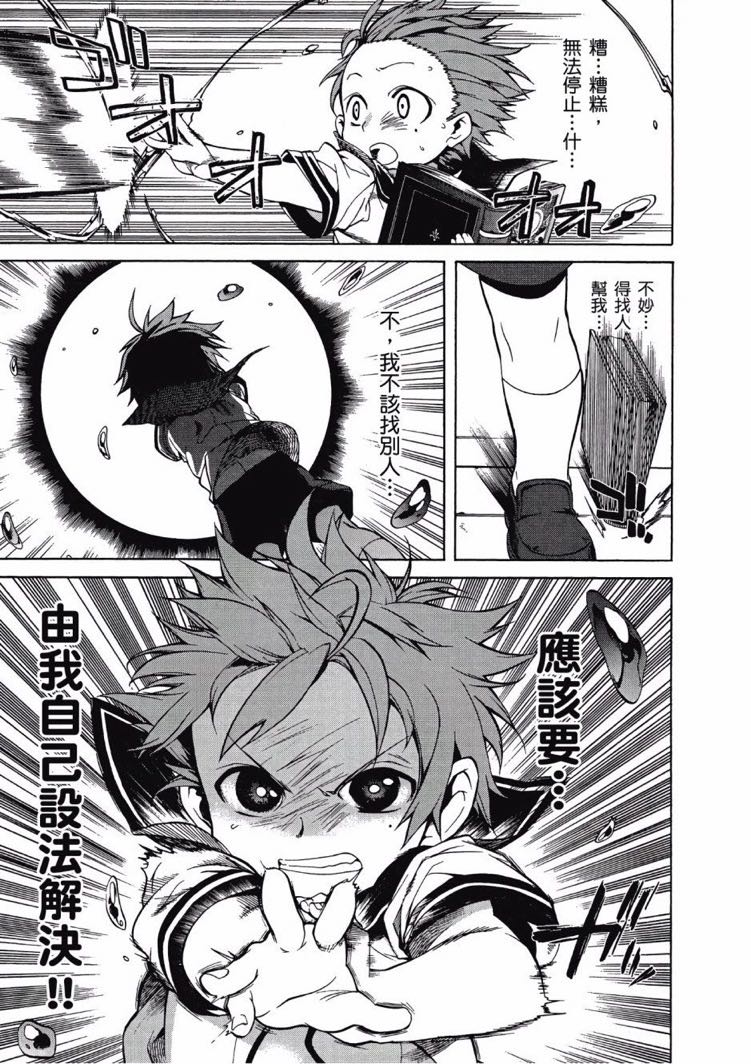 糟…糟糕，
無法停止…什…
オオオ
オオ
不妙…
得找人
幫我…
ゴ
不，我不該找別人…
應該要…
由我自己設法解決!!
ガッ